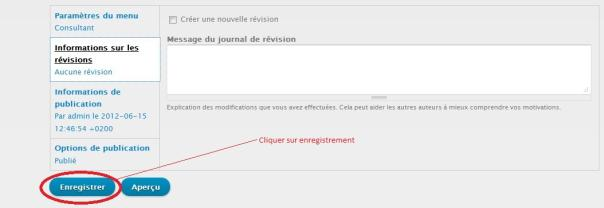 Paramètres du menu
Consultant
Informations sur les
révisions
Aucune révision
Informations de
publication
Par admin le 2012-06-15
12:46:54 +0200
Options de publication
Publié
Créer une nouvelle révision
Message du journal de révision
Explication des modifications que vous avez effectuées. Cela peut aider les autres auteurs à mieux comprendre vos motivations.
Cliquer sur enregistrement
Enregistrer
Aperçu